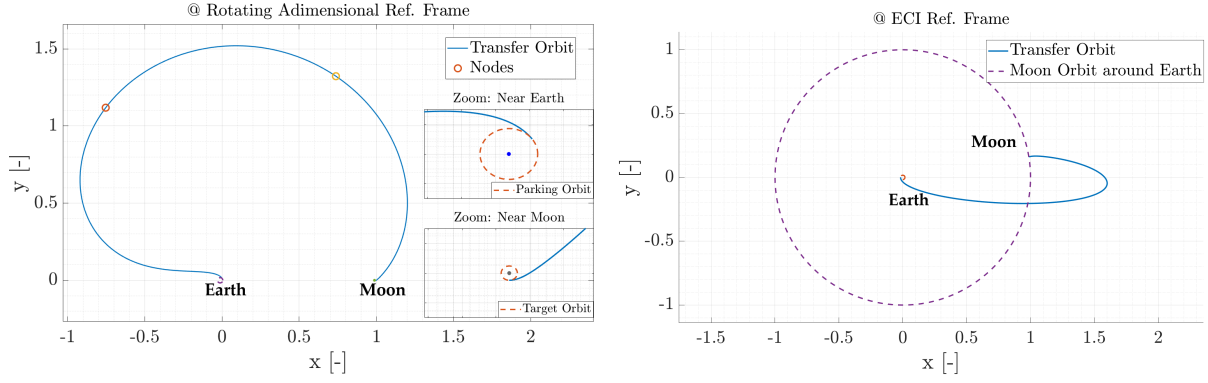 @ Rotating Adimensional Ref. Frame
1.5
1
0.5
0
y [-]
-1
-0.5
0
0.5
1
1.5
2
x [-]
Transfer Orbit
Nodes
Zoom: Near Earth
Parking Orbit
Zoom: Near Moon
Target Orbit
Earth
Moon
@ ECI Ref. Frame
1
0.5
0
-0.5
-1
y [-]
-1.5
-1
-0.5
0
0.5
1
1.5
2
x [-]
Transfer Orbit
Moon Orbit around Earth
Moon
Earth